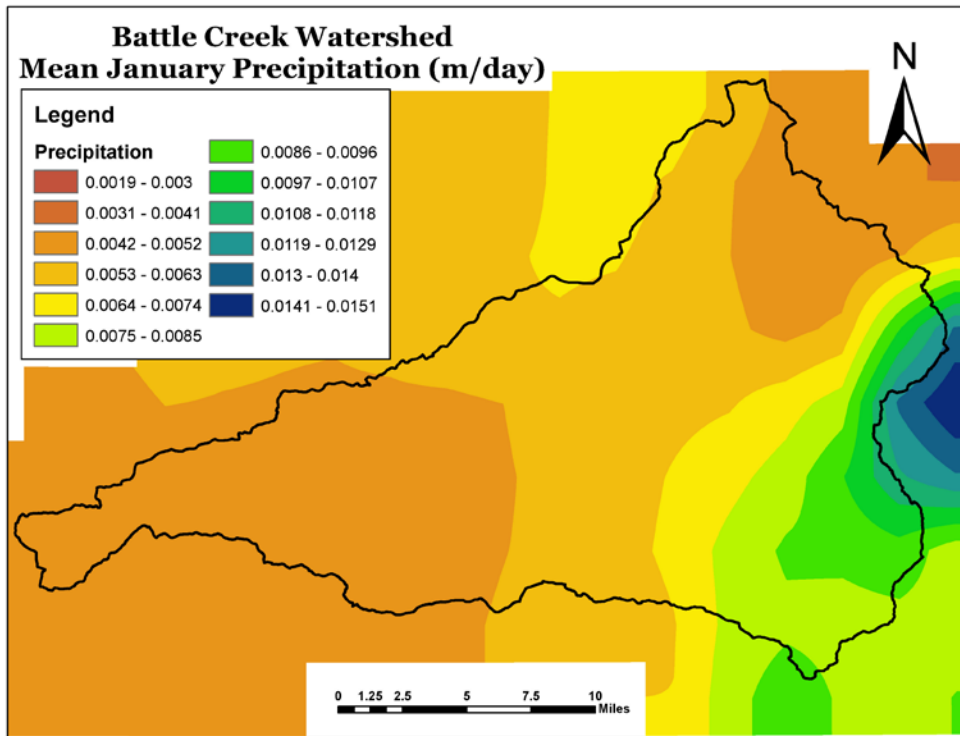 Battle Creek Watershed
Mean January Precipitation (m/day)
N
Legend
Precipitation
0.0019 - 0.003
0.0031 - 0.0041
0.0042 - 0.0052
0.0053 - 0.0063
0.0064 - 0.0074
0.0075 - 0.0085
0.0086 - 0.0096
0.0097 - 0.0107
0.0108 - 0.0118
0.0119 - 0.0129
0.013 - 0.014
0.0141 - 0.0151
0 1.25 2.5 5 7.5 10
Miles